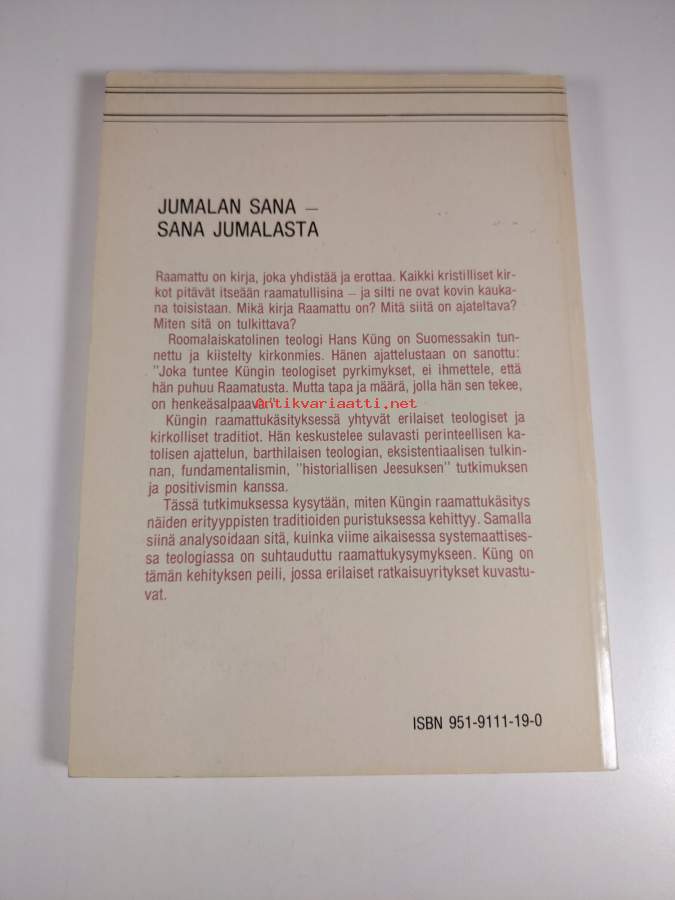 JUMALAN SANA –
SANA JUMALASTA
Raamattu on kirja, joka yhdistää ja erottaa. Kaikki kristilliset kir-
kot pitävät itseään raamatullisina – ja silti ne ovat kovin kauka-
na toisistaan. Mikä kirja Raamattu on? Mitä siitä on ajateltava?
Miten sitä on tulkittava?
Roomalaiskatolinen teologi Hans Küng on Suomessakin tun-
nettu ja kiistelty kirkonmies. Hänen ajattelustaan on sanottu:
"Joka tuntee Küngin teologiset pyrkimykset, ei ihmettele, että
hän puhuu Raamatusta. Mutta tapa ja määrä, jolla hän sen tekee,
on henkeäsalpaava."
Antikvariaatti.net
Küngin raamattukäsityksessä yhtyvät erilaiset teologiset ja
kirkolliset traditiot. Hän keskustelee sulavasti perinteellisen ka-
tolisen ajattelun, barthilaisen teologian, eksistentiaalisen tulkin-
nan, fundamentalismin, "historiallisen Jeesuksen" tutkimuksen
ja positivismin kanssa.
Tässä tutkimuksessa kysytään, miten Küngin raamattukäsitys
näiden erityyppisten traditioiden puristuksessa kehittyy. Samalla
siinä analysoidaan sitä, kuinka viime aikaisessa systemaattises-
sa teologiassa on suhtauduttu raamattukysymykseen. Küng on
tämän kehityksen peili, jossa erilaiset ratkaisuyritykset kuvastu-
vat.
ISBN 951-9111-19-0